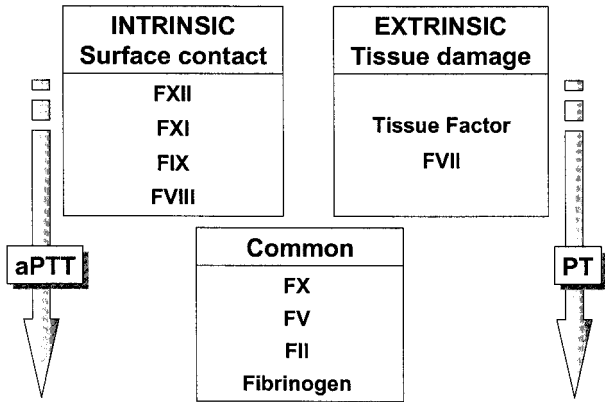 INTRINSIC
Surface contact
FXII
FXI
FIX
FVIII
EXTRINSIC
Tissue damage
Tissue Factor
FVII
aPTT
Common
FX
FV
FII
Fibrinogen
PT